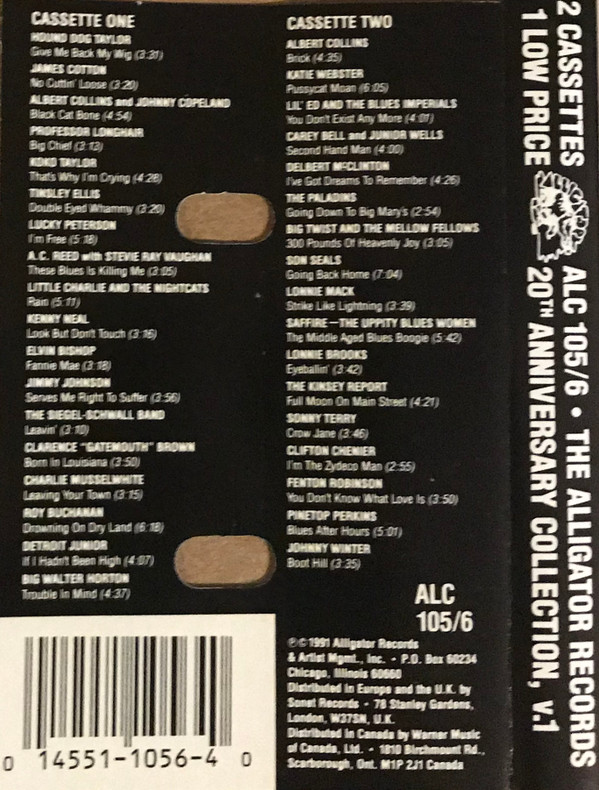 CASSETTE ONE
HOUND DOG TAYLOR
Give Me Back My Wig (3:31)
JAMES COTTON
No Cuttin' Loose (3:20)
ALBERT COLLINS and JOHNNY COPELAND
Black Cat Bone (4:54)
PROFESSOR LONGHAIR
Big Chief (3:13)
KOKO TAYLOR
That's Why I'm Crying (4:28)
TINSLEY ELLIS
Double Eyed Whammy (3:20)
LUCKY PETERSON
I'm Free (5:18)
A.C. REED with STEVIE RAY VAUGHAN
These Blues Is Killing Me (3:05)
LITTLE CHARLIE AND THE NIGHTCATS
Rain (5:11)
KENNY NEAL
Look But Don't Touch (3:16)
ELVIN BISHOP
Fannie Mae (3:18)
JIMMY JOHNSON
Serves Me Right To Suffer (3:56)
THE SIEGEL-SCHWALL BAND
Leavin' (3:10)
CLARENCE "GATEMOUTH" BROWN
Born In Louisiana (3:50)
CHARLIE MUSSELWHITE
Leaving Your Town (3:15)
ROY BUCHANAN
Drowning On Dry Land (6:18)
DETROIT JUNIOR
If I Hadn't Been High (4:07)
BIG WALTER HORTON
Trouble In Mind (4:37)
CASSETTE TWO
ALBERT COLLINS
Brick (4:35)
KATIE WEBSTER
Pussycat Moan (6:05)
LIL' ED AND THE BLUES IMPERIALS
You Don't Exist Any More (4:01)
CAREY BELL and JUNIOR WELLS
Second Hand Man (4:00)
DELBERT McCLINTON
I've Got Dreams To Remember (4:26)
THE PALADINS
Going Down To Big Mary's (2:54)
BIG TWIST AND THE MELLOW FELLOWS
300 Pounds Of Heavenly Joy (3:05)
SON SEALS
Going Back Home (7:04)
LONNIE MACK
Strike Like Lightning (3:39)
SAFFIRE—THE UPPITY BLUES WOMEN
The Middle Aged Blues Boogie (5:42)
LONNIE BROOKS
Eyeballin' (3:42)
THE KINSEY REPORT
Full Moon On Main Street (4:21)
SONNY TERRY
Crow Jane (3:46)
CLIFTON CHENIER
I'm The Zydeco Man (2:55)
FENTON ROBINSON
You Don't Know What Love Is (3:50)
PINETOP PERKINS
Blues After Hours (5:01)
JOHNNY WINTER
Boot Hill (3:35)
ALC
105/6
℗© 1991 Alligator Records
& Artist Mgmt., Inc. • P.O. Box 60234
Chicago, Illinois 60660
Distributed in Europe and the U.K. by
Sonet Records • 78 Stanley Gardens,
London, W37SN, U.K.
Distributed in Canada by Warner Music
of Canada, Ltd. • 1810 Birchmount Rd.,
Scarborough, Ont. M1P 2J1 Canada
0 14551-1056-4 0
2 CASSETTES
1 LOW PRICE
ALC 105/6 • THE ALLIGATOR RECORDS
20TH ANNIVERSARY COLLECTION, v.1